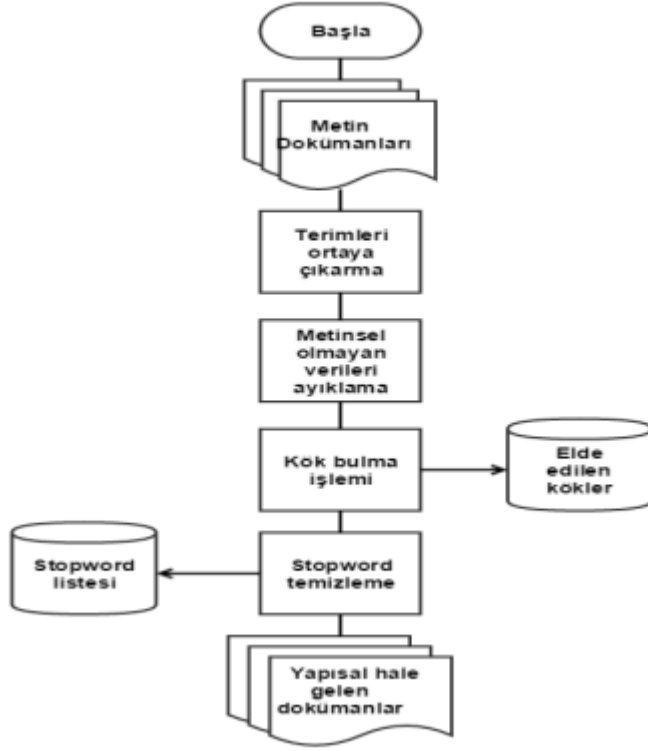 Başla
Metin
Dokümanları
Terimleri
ortaya
çıkarma
Metinsel
olmayan
verileri
ayıklama
Kök bulma
işlemi
Elde
edilen
kökler
Stopword
listesi
Stopword
temizleme
Yapısal hale
gelen
dokümanlar